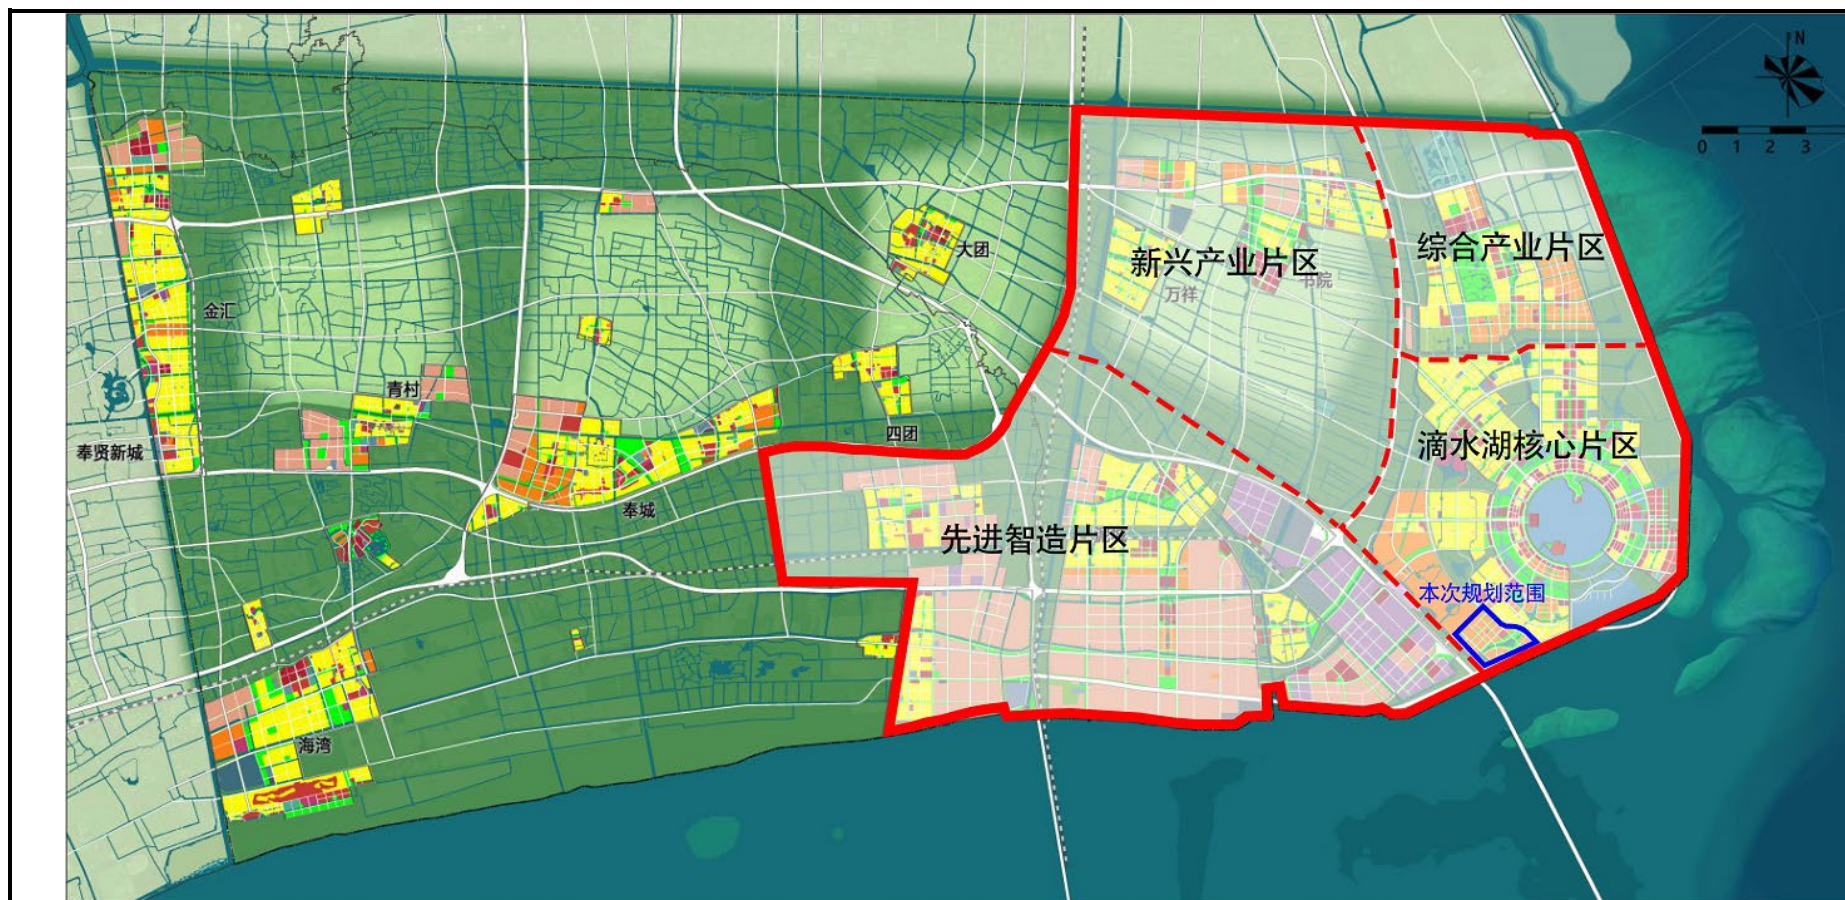 N
0 1 2 3
大团
新兴产业片区
综合产业片区
书院
万祥
金汇
青村
四团
滴水湖核心片区
奉贤新城
奉城
先进智造片区
本次规划范围
海湾